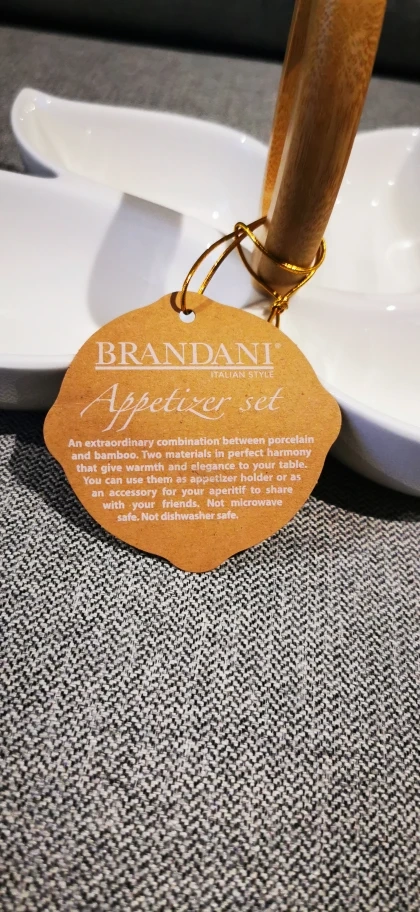 BRANDANI®
ITALIAN STYLE
Appetizer set
An extraordinary combination between porcelain
and bamboo. Two materials in perfect harmony
that give warmth and elegance to your table.
You can use them as appetizer holder or as
an accessory for your aperitif to share
with your friends. Not microwave
safe. Not dishwasher safe.